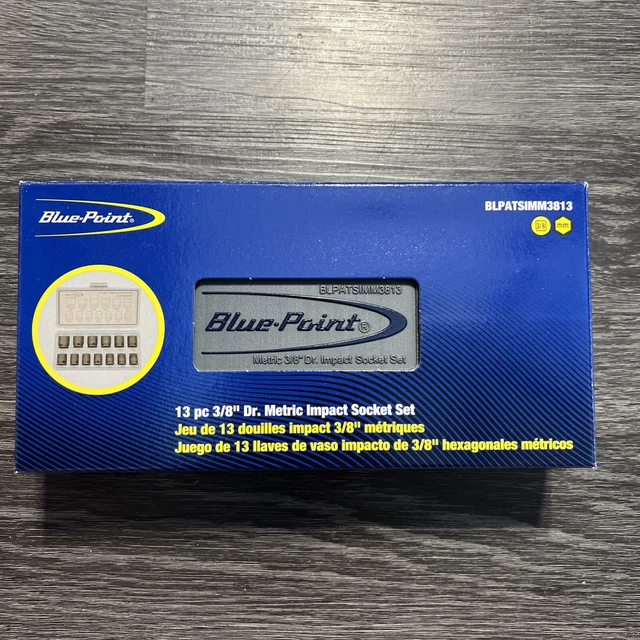 Blue-Point®
BLPATSIMM3813
3/8 mm
BLPATSIMM3813
Blue-Point®
Metric 3/8" Dr. Impact Socket Set
13 pc 3/8" Dr. Metric Impact Socket Set
Jeu de 13 douilles impact 3/8" métriques
Juego de 13 llaves de vaso impacto de 3/8" hexagonales métricos